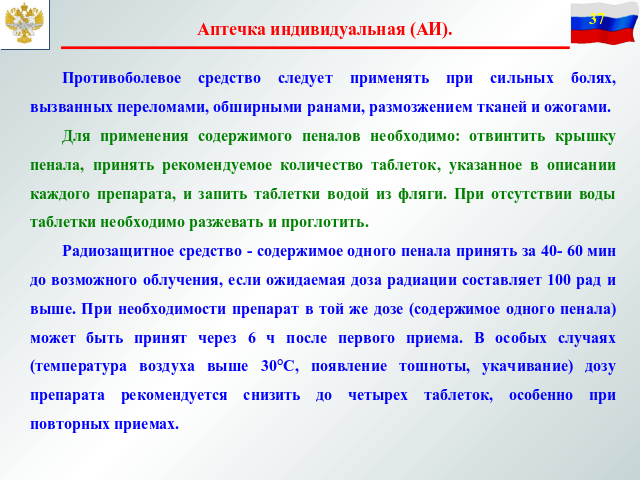 37
Аптечка индивидуальная (АИ).
Противоболевое средство следует применять при сильных болях,
вызванных переломами, обширными ранами, размозжением тканей и ожогами.
Для применения содержимого пеналов необходимо: отвинтить крышку
пенала, принять рекомендуемое количество таблеток, указанное в описании
каждого препарата, и запить таблетки водой из фляги. При отсутствии воды
таблетки необходимо разжевать и проглотить.
Радиозащитное средство - содержимое одного пенала принять за 40- 60 мин
до возможного облучения, если ожидаемая доза радиации составляет 100 рад и
выше. При необходимости препарат в той же дозе (содержимое одного пенала)
может быть принят через 6 ч после первого приема. В особых случаях
(температура воздуха выше 30°С, появление тошноты, укачивание) дозу
препарата рекомендуется снизить до четырех таблеток, особенно при
повторных приемах.